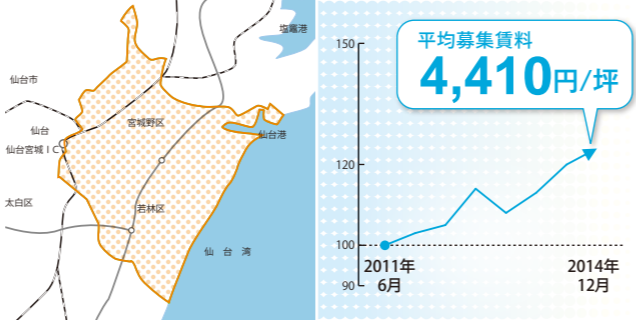 塩竈港
仙台市
仙台
宮城野区
仙台宮城IC
仙台港
太白区
若林区
仙台湾
平均募集賃料
4,410円/坪
150
120
100
90
2011年
6月
2014年
12月